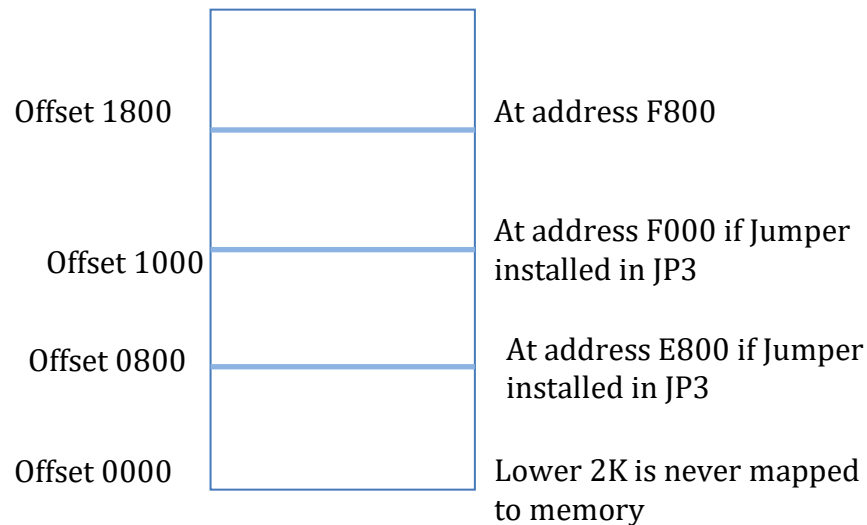 Offset 1800
At address F800
At address F000 if Jumper
installed in JP3
Offset 1000
At address E800 if Jumper
installed in JP3
Offset 0800
Offset 0000
Lower 2K is never mapped
to memory